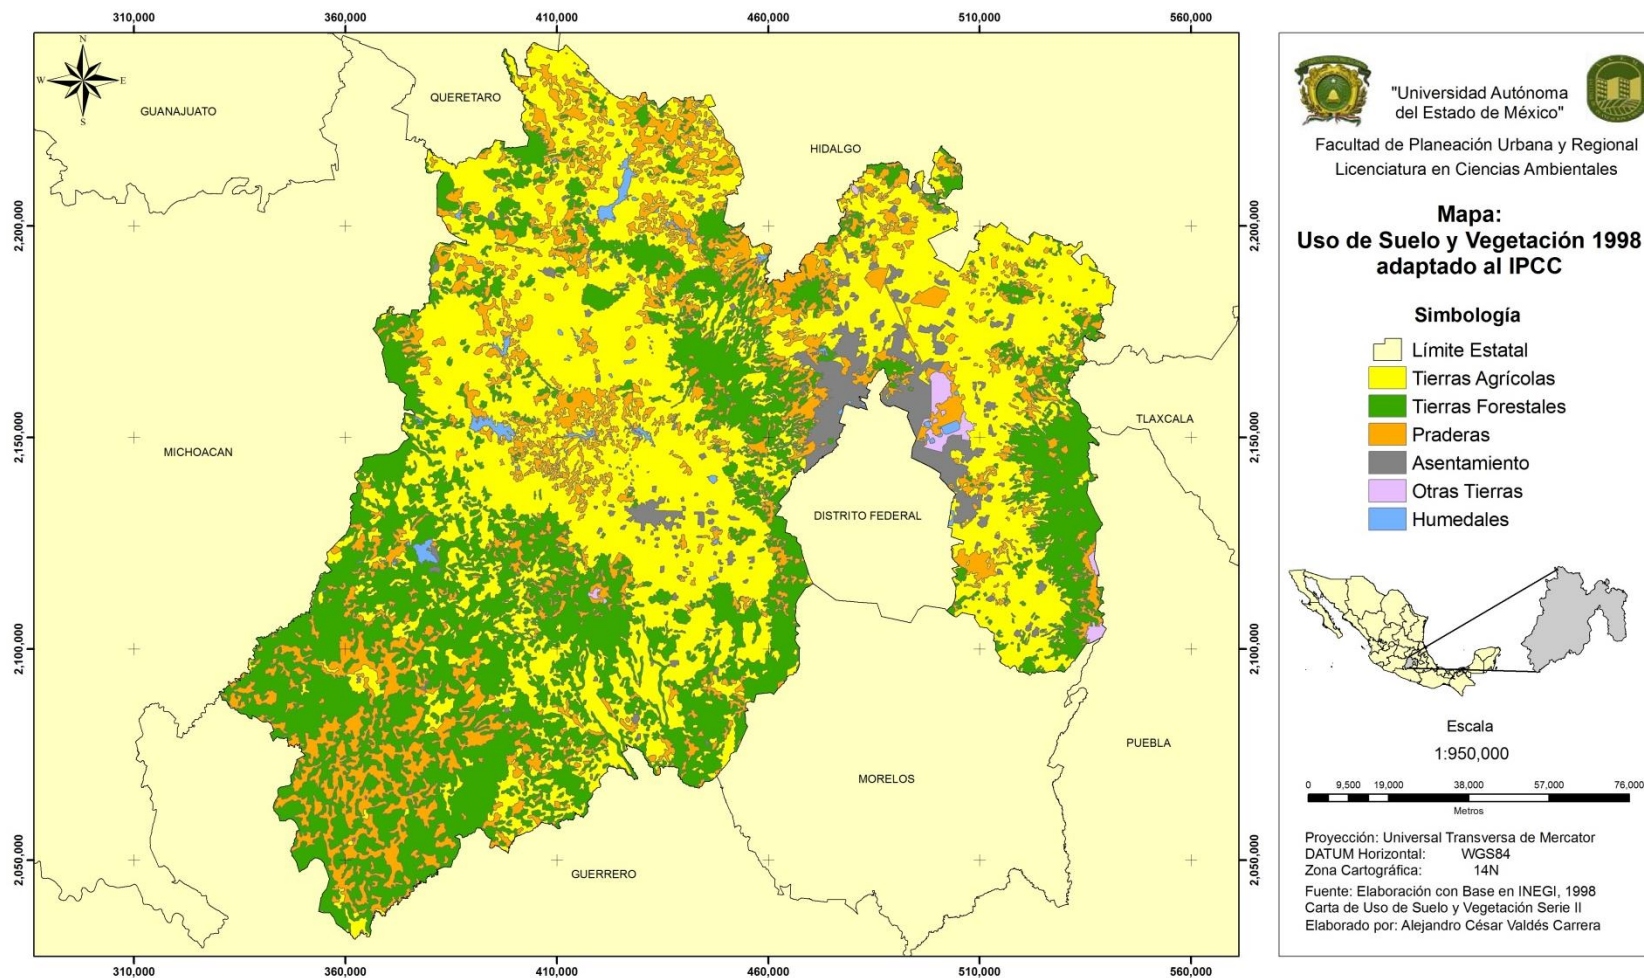 310,000
360,000
410,000
460,000
510,000
560,000
2,200,000
2,150,000
2,100,000
2,050,000
N
W
E
S
GUANAJUATO
QUERETARO
HIDALGO
MICHOACAN
TLAXCALA
DISTRITO FEDERAL
PUEBLA
MORELOS
GUERRERO
2,200,000
2,150,000
2,100,000
2,050,000
310,000
360,000
410,000
460,000
510,000
560,000
"Universidad Autónoma
del Estado de México"
Facultad de Planeación Urbana y Regional
Licenciatura en Ciencias Ambientales
Mapa:
Uso de Suelo y Vegetación 1998
adaptado al IPCC
Simbología
Límite Estatal
Tierras Agrícolas
Tierras Forestales
Praderas
Asentamiento
Otras Tierras
Humedales
Escala
1:950,000
0 9,500 19,000 38,000 57,000 76,000
Metros
Proyección: Universal Transversa de Mercator
DATUM Horizontal: WGS84
Zona Cartográfica: 14N
Fuente: Elaboración con Base en INEGI, 1998
Carta de Uso de Suelo y Vegetación Serie II
Elaborado por: Alejandro César Valdés Carrera